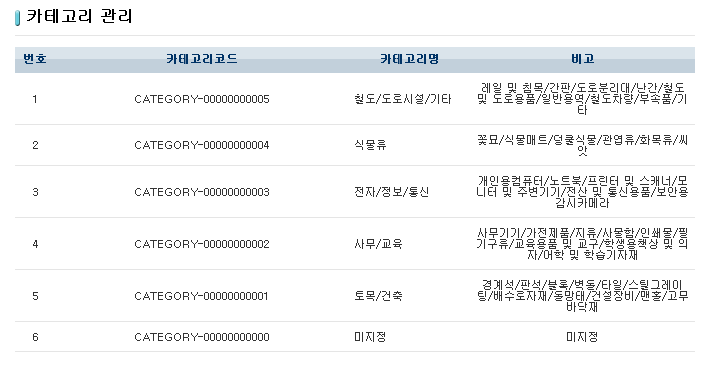 카테고리 관리
번호 카테고리코드 카테고리명 비고
1 CATEGORY-00000000005 철도/도로시설/기타 레일 및 침목/간판/도로분리대/난간/철도
및 도로용품/일반용역/철도차량/부속품/기
타
2 CATEGORY-00000000004 식물류 꽃묘/식물매트/덩쿨식물/관엽류/화목류/씨
앗
3 CATEGORY-00000000003 전자/정보/통신 개인용컴퓨터/노트북/프린터 및 스캐너/모
니터 및 주변기기/전산 및 통신용품/보안용
감시카메라
4 CATEGORY-00000000002 사무/교육 사무기기/가전제품/지류/사물함/인쇄물/필
기구류/교육용품 및 교구/학생용책상 및 의
자/어학 및 학습기자재
5 CATEGORY-00000000001 토목/건축 경계석/판석/블록/벽돌/타일/스틸그레이
팅/배수로자재/돌망태/건설장비/맨홀/고무
바닥재
6 CATEGORY-00000000000 미지정 미지정